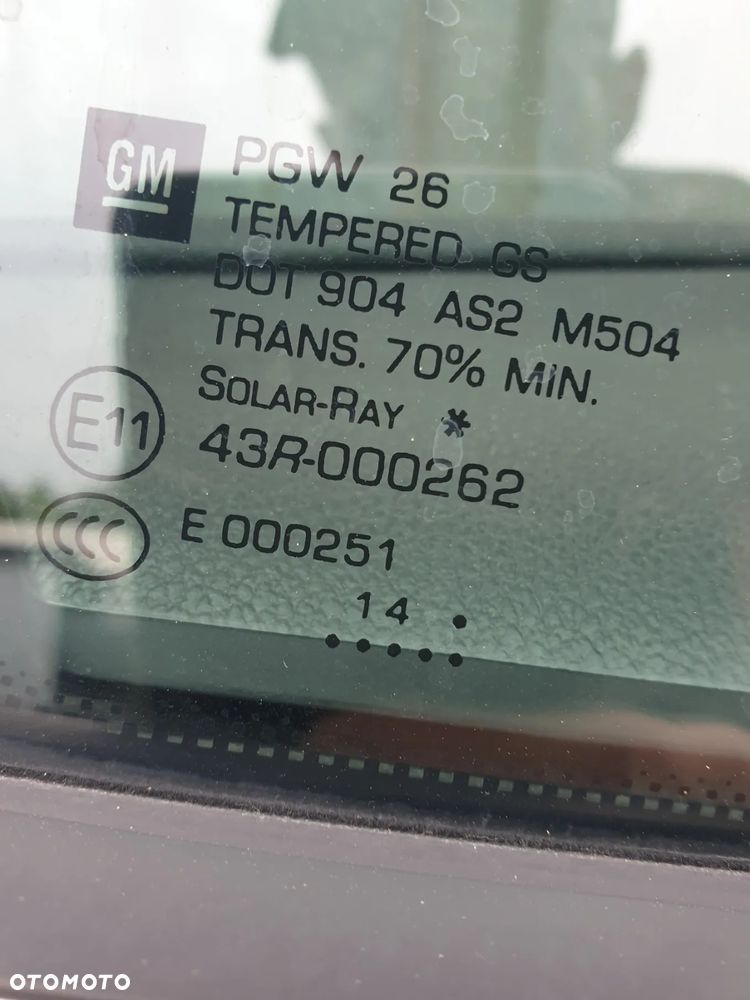 GM
PGW 26
TEMPERED GS
DOT 904 AS2 M504
TRANS. 70% MIN.
SOLAR-RAY *
E11
43R-000262
CCC
E 000251
14
OTOMOTO